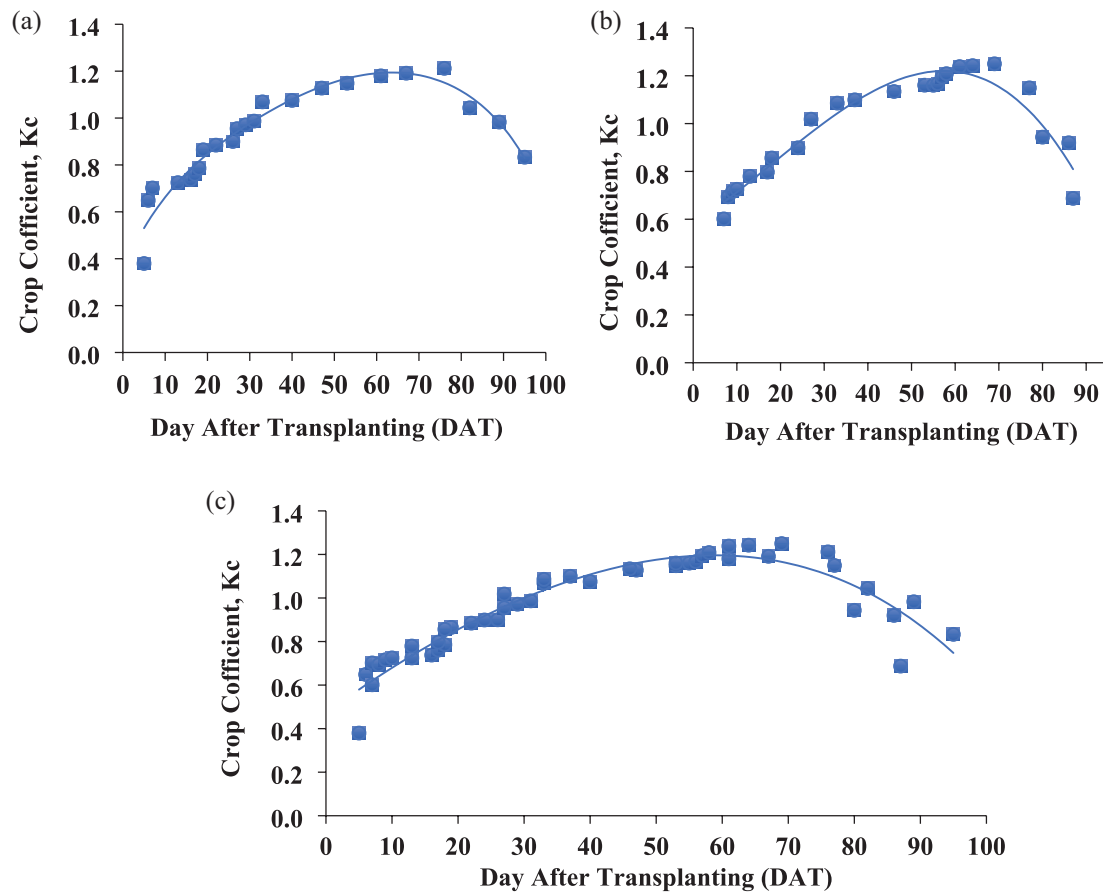 (a)
1.4
1.2
1.0
0.8
0.6
0.4
0.2
0.0
Crop Cofficient, Kc
0 10 20 30 40 50 60 70 80 90 100
Day After Transplanting (DAT)
(b)
1.4
1.2
1.0
0.8
0.6
0.4
0.2
0.0
Crop Cofficient, Kc
0 10 20 30 40 50 60 70 80 90
Day After Transplanting (DAT)
(c)
1.4
1.2
1.0
0.8
0.6
0.4
0.2
0.0
Crop Cofficient, Kc
0 10 20 30 40 50 60 70 80 90 100
Day After Transplanting (DAT)